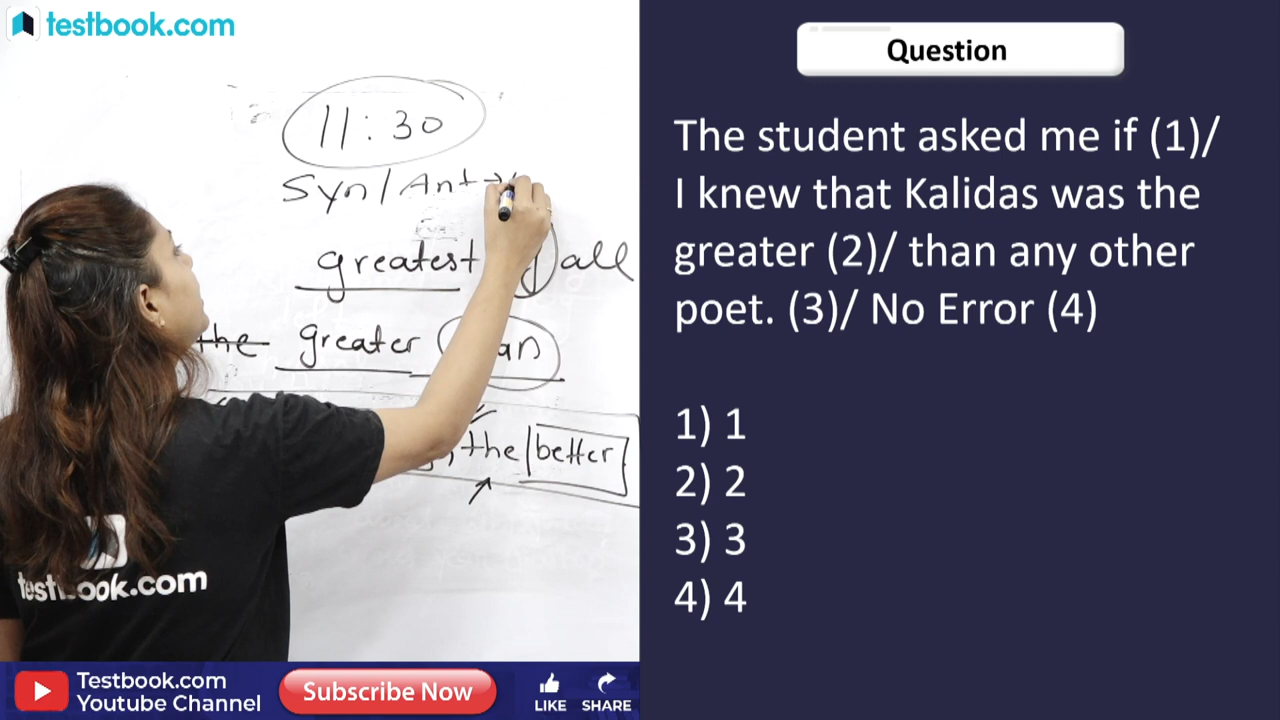 testbook.com
11:30
Syn/Ant
greatest all
the greater
the better
testbook.com
Question
The student asked me if (1)/
I knew that Kalidas was the
greater (2)/ than any other
poet. (3)/ No Error (4)
1) 1
2) 2
3) 3
4) 4
Testbook.com
Youtube Channel
Subscribe Now
LIKE
SHARE